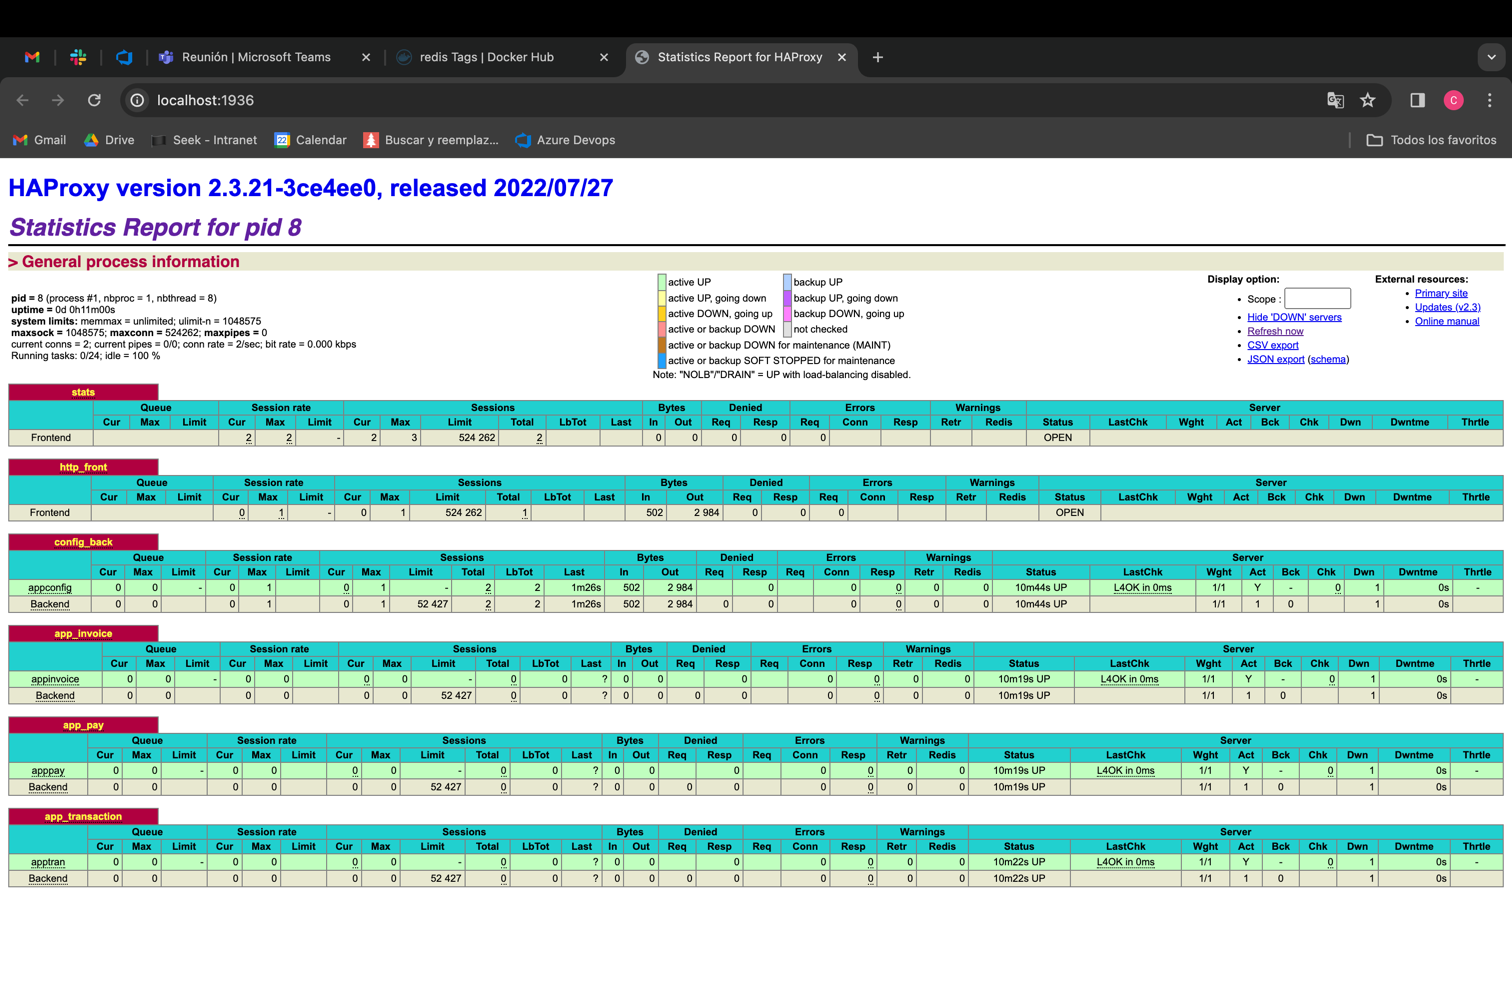 Reunión | Microsoft Teams redis Tags | Docker Hub Statistics Report for HAProxy
localhost:1936
C
Gmail Drive Seek - Intranet 22 Calendar Buscar y reemplaz... Azure Devops Todos los favoritos
HAProxy version 2.3.21-3ce4ee0, released 2022/07/27
Statistics Report for pid 8
> General process information
pid = 8 (process #1, nbproc = 1, nbthread = 8)
uptime = 0d 0h11m00s
system limits: memmax = unlimited; ulimit-n = 1048575
maxsock = 1048575; maxconn = 524262; maxpipes = 0
current conns = 2; current pipes = 0/0; conn rate = 2/sec; bit rate = 0.000 kbps
Running tasks: 0/24; idle = 100 %
active UP backup UP
active UP, going down backup UP, going down
active DOWN, going up backup DOWN, going up
active or backup DOWN not checked
active or backup DOWN for maintenance (MAINT)
active or backup SOFT STOPPED for maintenance
Note: "NOLB"/"DRAIN" = UP with load-balancing disabled.
Display option:
• Scope :
• Hide 'DOWN' servers
• Refresh now
• CSV export
• JSON export (schema)
External resources:
• Primary site
• Updates (v2.3)
• Online manual
stats
Queue Session rate Sessions Bytes Denied Errors Warnings Server
Cur Max Limit Cur Max Limit Cur Max Limit Total LbTot Last In Out Req Resp Req Conn Resp Retr Redis Status LastChk Wght Act Bck Chk Dwn Dwntme Thrtle
Frontend 2 2 - 2 3 524 262 2 0 0 0 0 0 OPEN
http_front
Queue Session rate Sessions Bytes Denied Errors Warnings Server
Cur Max Limit Cur Max Limit Cur Max Limit Total LbTot Last In Out Req Resp Req Conn Resp Retr Redis Status LastChk Wght Act Bck Chk Dwn Dwntme Thrtle
Frontend 0 1 - 0 1 524 262 1 502 2 984 0 0 0 OPEN
config_back
Queue Session rate Sessions Bytes Denied Errors Warnings Server
Cur Max Limit Cur Max Limit Cur Max Limit Total LbTot Last In Out Req Resp Req Conn Resp Retr Redis Status LastChk Wght Act Bck Chk Dwn Dwntme Thrtle
appconfig 0 0 - 0 1 0 1 - 2 2 1m26s 502 2 984 0 0 0 0 0 10m44s UP L4OK in 0ms 1/1 Y - 0 1 0s -
Backend 0 0 0 1 0 1 52 427 2 2 1m26s 502 2 984 0 0 0 0 0 0 10m44s UP 1/1 1 0 1 0s
app_invoice
Queue Session rate Sessions Bytes Denied Errors Warnings Server
Cur Max Limit Cur Max Limit Cur Max Limit Total LbTot Last In Out Req Resp Req Conn Resp Retr Redis Status LastChk Wght Act Bck Chk Dwn Dwntme Thrtle
appinvoice 0 0 - 0 0 0 0 - 0 0 ? 0 0 0 0 0 0 0 10m19s UP L4OK in 0ms 1/1 Y - 0 1 0s -
Backend 0 0 0 0 0 0 52 427 0 0 ? 0 0 0 0 0 0 0 0 10m19s UP 1/1 1 0 1 0s
app_pay
Queue Session rate Sessions Bytes Denied Errors Warnings Server
Cur Max Limit Cur Max Limit Cur Max Limit Total LbTot Last In Out Req Resp Req Conn Resp Retr Redis Status LastChk Wght Act Bck Chk Dwn Dwntme Thrtle
apppay 0 0 - 0 0 0 0 - 0 0 ? 0 0 0 0 0 0 0 10m19s UP L4OK in 0ms 1/1 Y - 0 1 0s -
Backend 0 0 0 0 0 0 52 427 0 0 ? 0 0 0 0 0 0 0 0 10m19s UP 1/1 1 0 1 0s
app_transaction
Queue Session rate Sessions Bytes Denied Errors Warnings Server
Cur Max Limit Cur Max Limit Cur Max Limit Total LbTot Last In Out Req Resp Req Conn Resp Retr Redis Status LastChk Wght Act Bck Chk Dwn Dwntme Thrtle
apptran 0 0 - 0 0 0 0 - 0 0 ? 0 0 0 0 0 0 0 10m22s UP L4OK in 0ms 1/1 Y - 0 1 0s -
Backend 0 0 0 0 0 0 52 427 0 0 ? 0 0 0 0 0 0 0 0 10m22s UP 1/1 1 0 1 0s